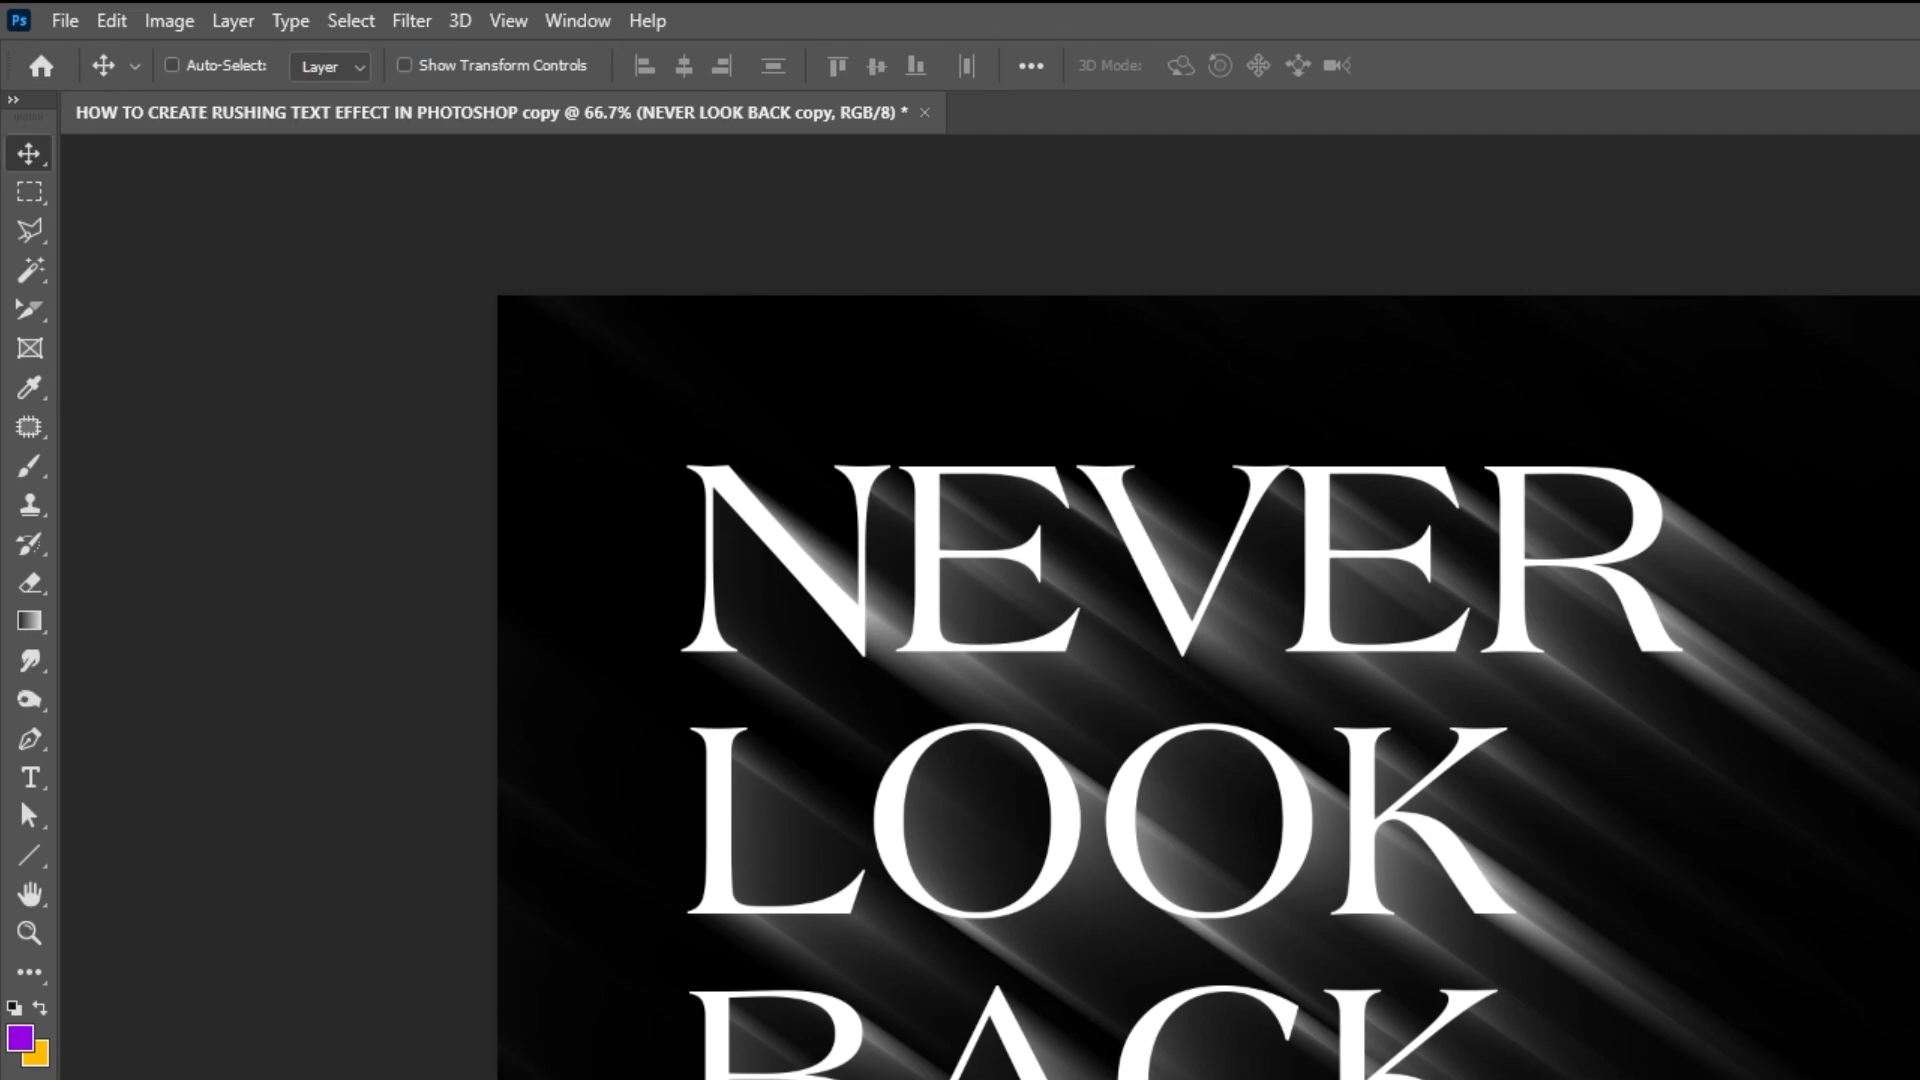 Ps File Edit Image Layer Type Select Filter 3D View Window Help
Auto-Select: Layer Show Transform Controls 3D Mode:
HOW TO CREATE RUSHING TEXT EFFECT IN PHOTOSHOP copy @ 66.7% (NEVER LOOK BACK copy, RGB/8) *
NEVER
LOOK
BACK